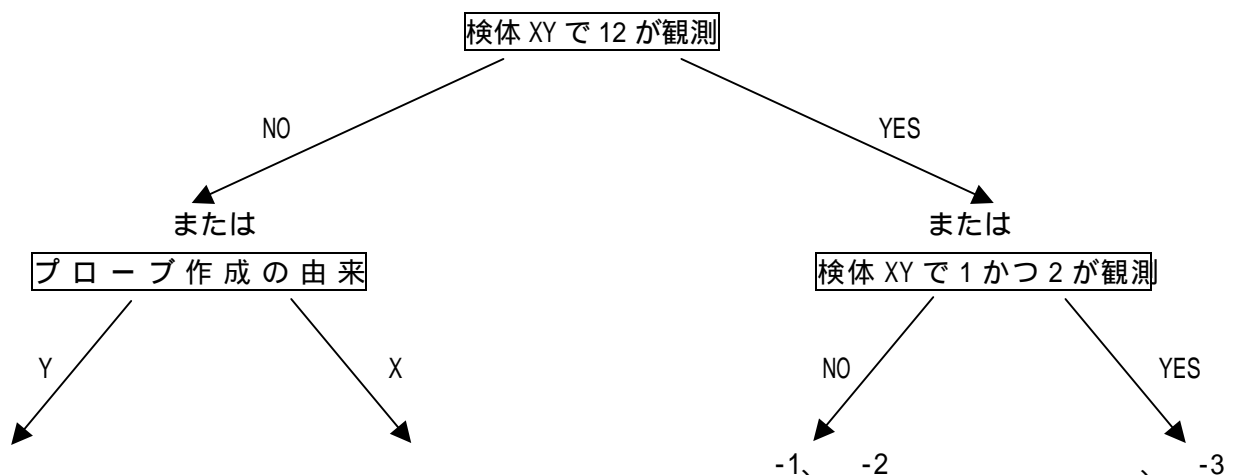 検体 XY で 12 が観測
NO
YES
または
または
プローブ作成の由来
検体 XY で 1 かつ 2 が観測
Y
X
NO
YES
-1、 -2
、 -3